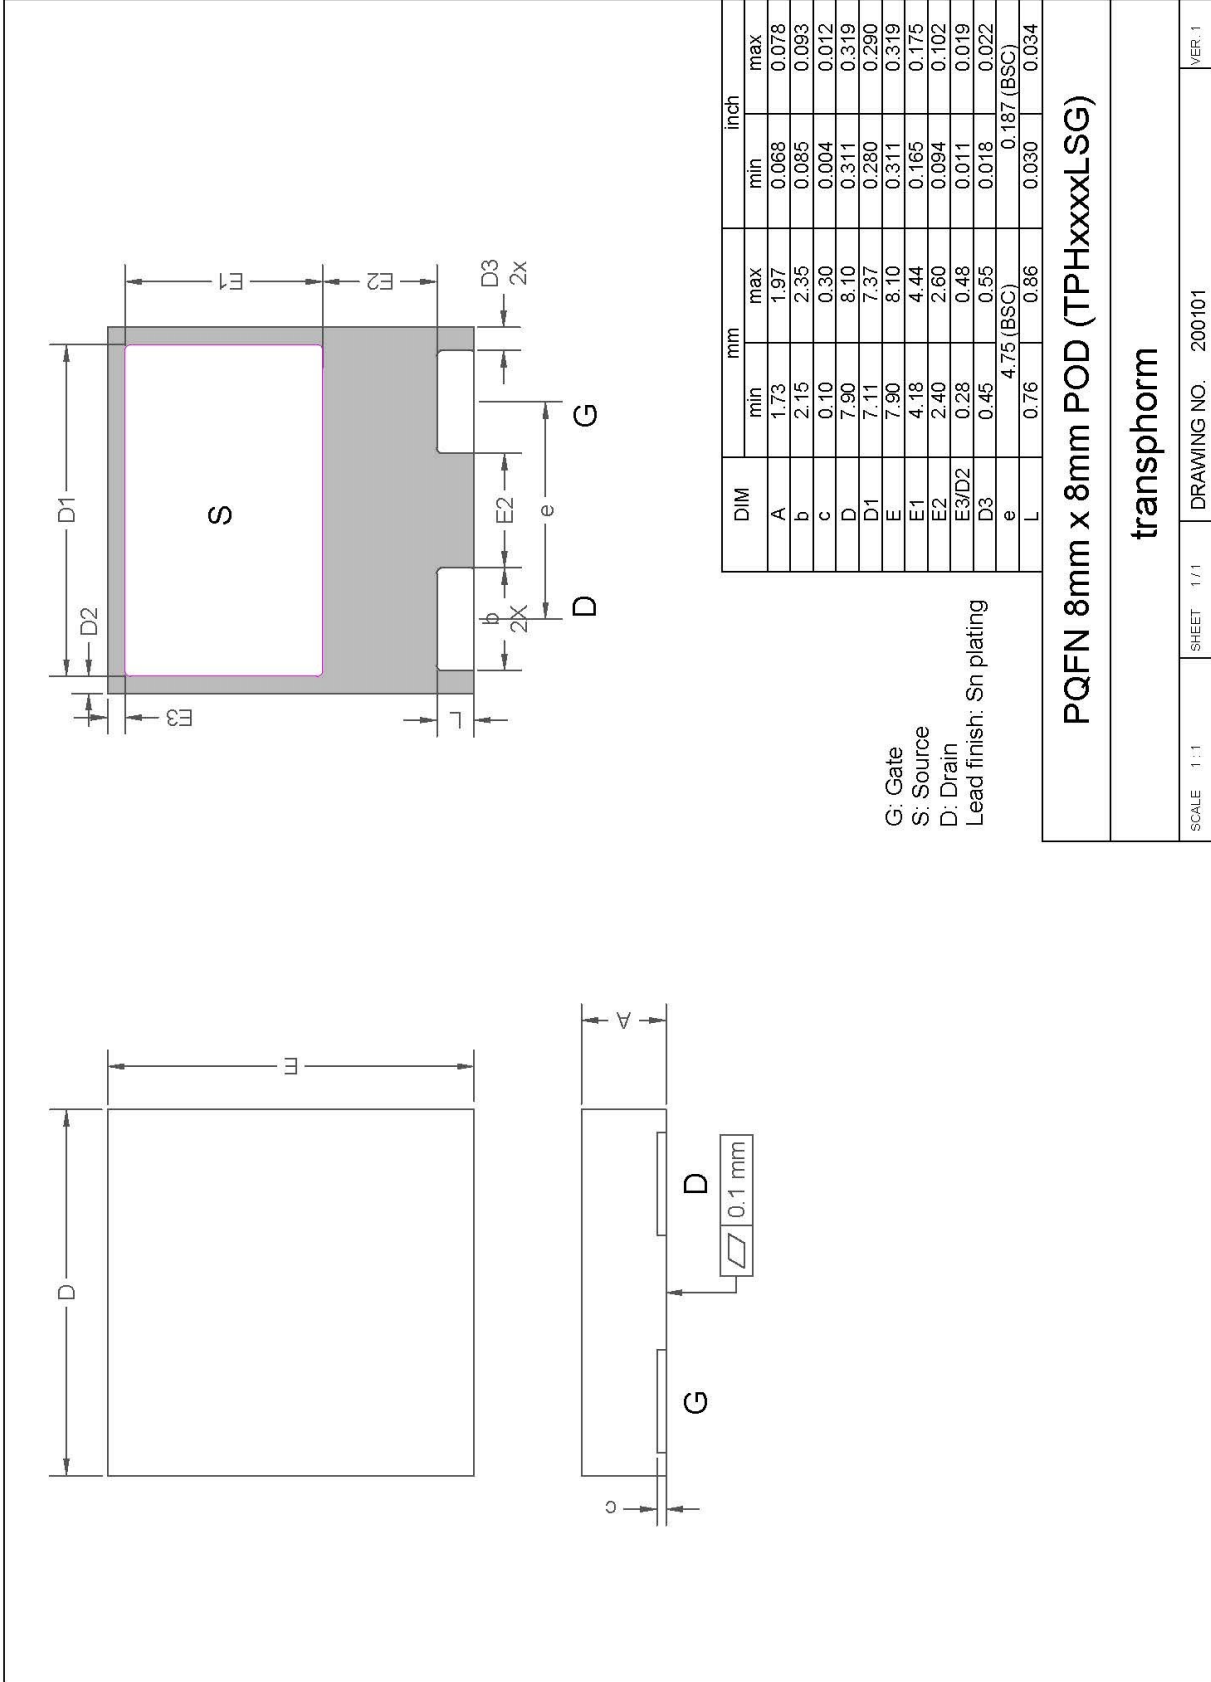 D
D1
D2
E3
S
E1
E
E2
L
D3
2x
b
2X
E2
e
D G
A
c
G D
0.1 mm
DIM mm inch
min max min max
A 1.73 1.97 0.068 0.078
b 2.15 2.35 0.085 0.093
c 0.10 0.30 0.004 0.012
D 7.90 8.10 0.311 0.319
D1 7.11 7.37 0.280 0.290
E 7.90 8.10 0.311 0.319
E1 4.18 4.44 0.165 0.175
E2 2.40 2.60 0.094 0.102
E3/D2 0.28 0.48 0.011 0.019
D3 0.45 0.55 0.018 0.022
e 4.75 (BSC) 0.187 (BSC)
L 0.76 0.86 0.030 0.034
G: Gate
S: Source
D: Drain
Lead finish: Sn plating
PQFN 8mm x 8mm POD (TPHxxxxLSG)
transphorm
SCALE 1 : 1 SHEET 1 / 1 DRAWING NO. 200101 VER. 1